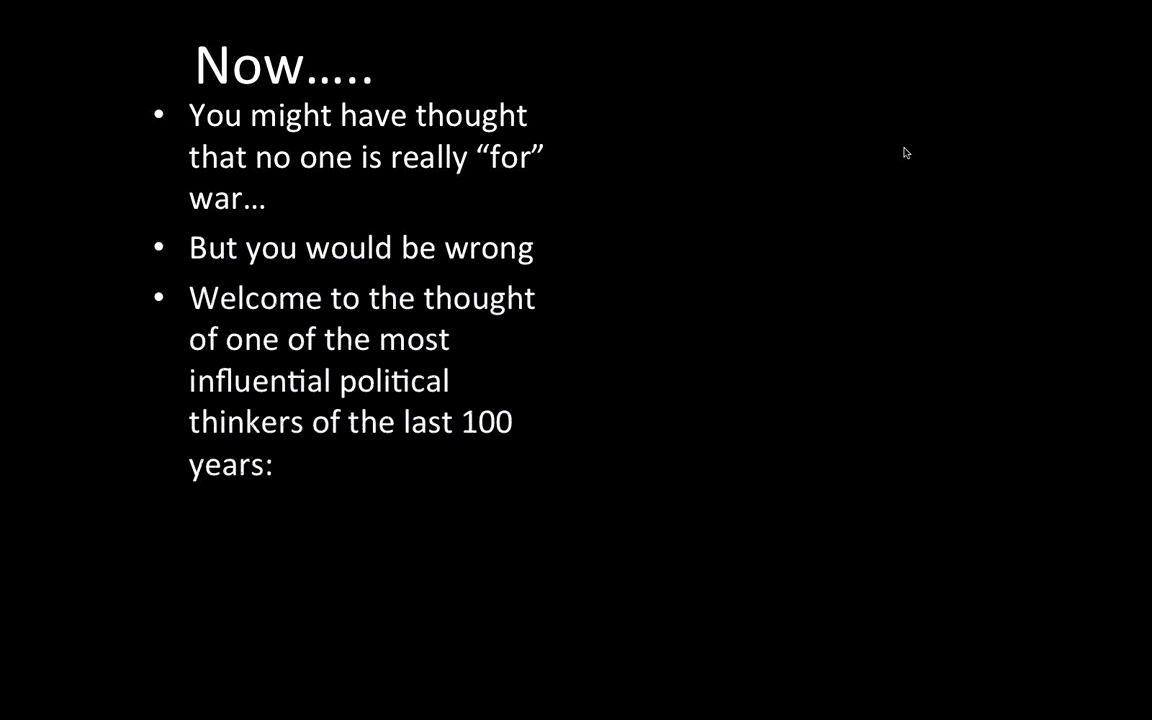 Now…..
• You might have thought
that no one is really “for”
war…
• But you would be wrong
• Welcome to the thought
of one of the most
influential political
thinkers of the last 100
years: